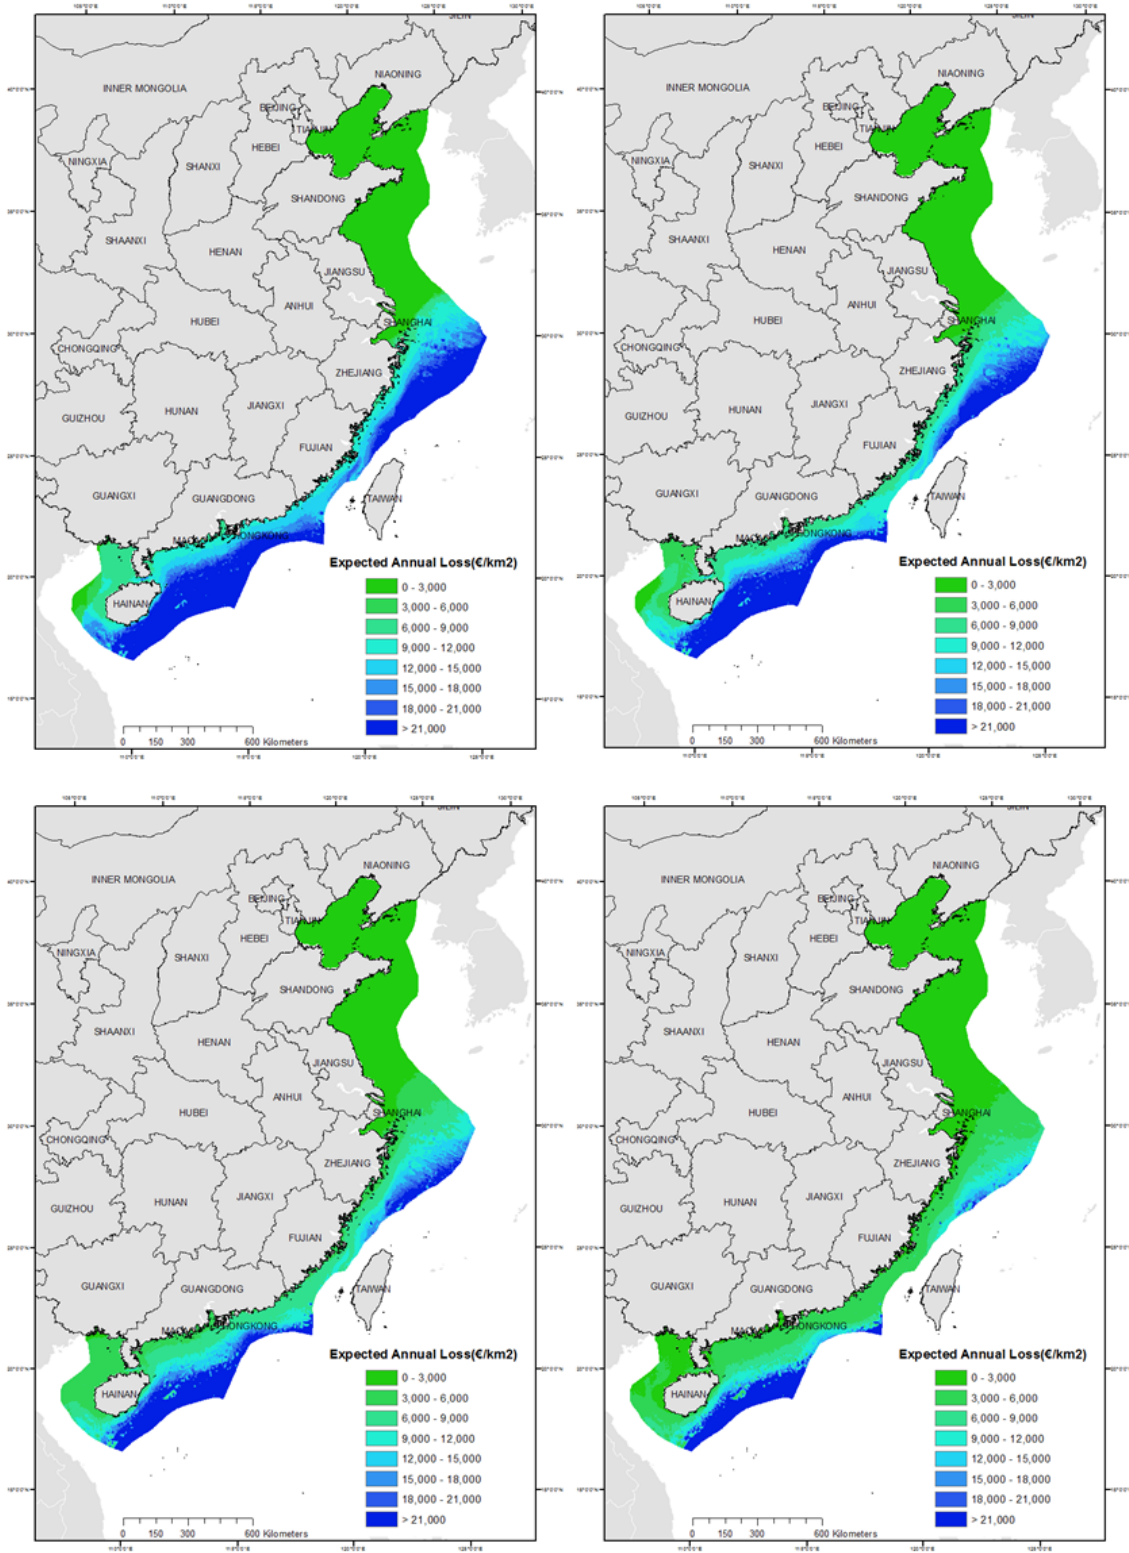 JILIN
NIAONING
INNER MONGOLIA
BEIJING
TIANJIN
HEBEI
NINGXIA
SHANXI
SHANDONG
SHAANXI
HENAN
JIANGSU
ANHUI
HUBEI
SHANGHAI
CHONGQING
ZHEJIANG
HUNAN
JIANGXI
GUIZHOU
FUJIAN
GUANGXI
GUANGDONG
TAIWAN
HONGKONG
HAINAN
Expected Annual Loss(€/km2)
0 - 3,000
3,000 - 6,000
6,000 - 9,000
9,000 - 12,000
12,000 - 15,000
15,000 - 18,000
18,000 - 21,000
> 21,000
0 150 300 600 Kilometers
JILIN
NIAONING
INNER MONGOLIA
BEIJING
TIANJIN
HEBEI
NINGXIA
SHANXI
SHANDONG
SHAANXI
HENAN
JIANGSU
ANHUI
HUBEI
SHANGHAI
CHONGQING
ZHEJIANG
HUNAN
JIANGXI
GUIZHOU
FUJIAN
GUANGXI
GUANGDONG
TAIWAN
HONGKONG
HAINAN
Expected Annual Loss(€/km2)
0 - 3,000
3,000 - 6,000
6,000 - 9,000
9,000 - 12,000
12,000 - 15,000
15,000 - 18,000
18,000 - 21,000
> 21,000
0 150 300 600 Kilometers
JILIN
NIAONING
INNER MONGOLIA
BEIJING
TIANJIN
HEBEI
NINGXIA
SHANXI
SHANDONG
SHAANXI
HENAN
JIANGSU
ANHUI
HUBEI
SHANGHAI
CHONGQING
ZHEJIANG
HUNAN
JIANGXI
GUIZHOU
FUJIAN
GUANGXI
GUANGDONG
TAIWAN
HONGKONG
HAINAN
Expected Annual Loss(€/km2)
0 - 3,000
3,000 - 6,000
6,000 - 9,000
9,000 - 12,000
12,000 - 15,000
15,000 - 18,000
18,000 - 21,000
> 21,000
0 150 300 600 Kilometers
JILIN
NIAONING
INNER MONGOLIA
BEIJING
TIANJIN
HEBEI
NINGXIA
SHANXI
SHANDONG
SHAANXI
HENAN
JIANGSU
ANHUI
HUBEI
SHANGHAI
CHONGQING
ZHEJIANG
HUNAN
JIANGXI
GUIZHOU
FUJIAN
GUANGXI
GUANGDONG
TAIWAN
HONGKONG
HAINAN
Expected Annual Loss(€/km2)
0 - 3,000
3,000 - 6,000
6,000 - 9,000
9,000 - 12,000
12,000 - 15,000
15,000 - 18,000
18,000 - 21,000
> 21,000
0 150 300 600 Kilometers